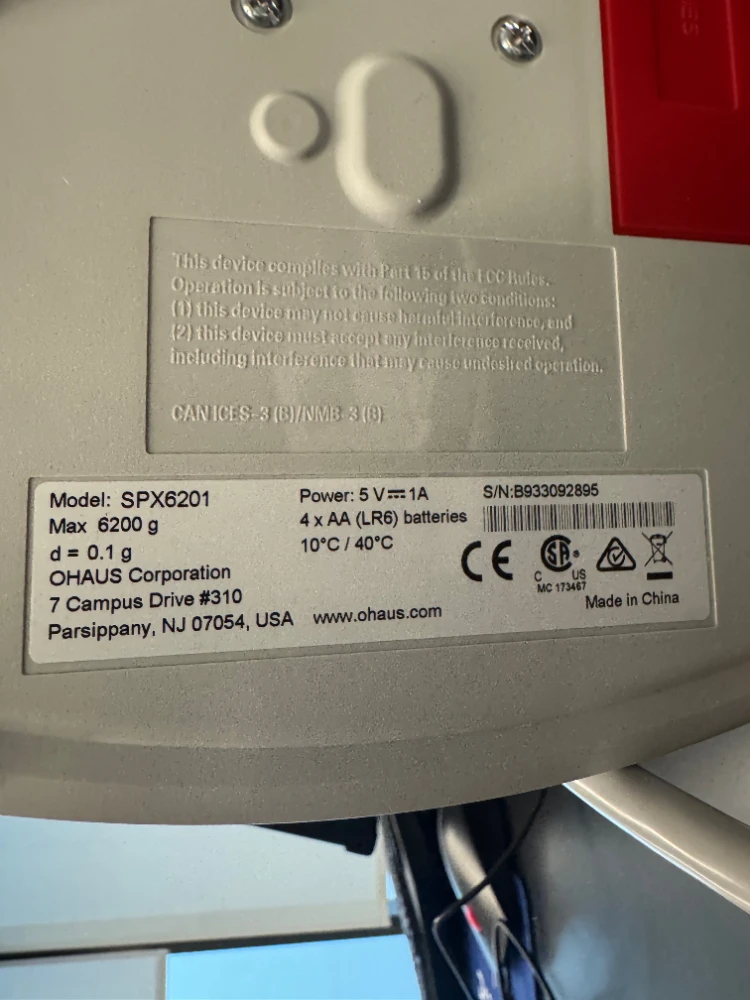 IES
This device complies with Part 15 of the FCC Rules.
Operation is subject to the following two conditions:
(1) this device may not cause harmful interference, and
(2) this device must accept any interference received,
including interference that may cause undesired operation.
CAN ICES-3 (B)/NMB-3 (B)
Model: SPX6201
Max 6200 g
d = 0.1 g
OHAUS Corporation
7 Campus Drive #310
Parsippany, NJ 07054, USA
Power: 5 V⎓1A
4 x AA (LR6) batteries
10°C / 40°C
www.ohaus.com
S/N:B933092895
CE
SA
C US
MC 173467
Made in China